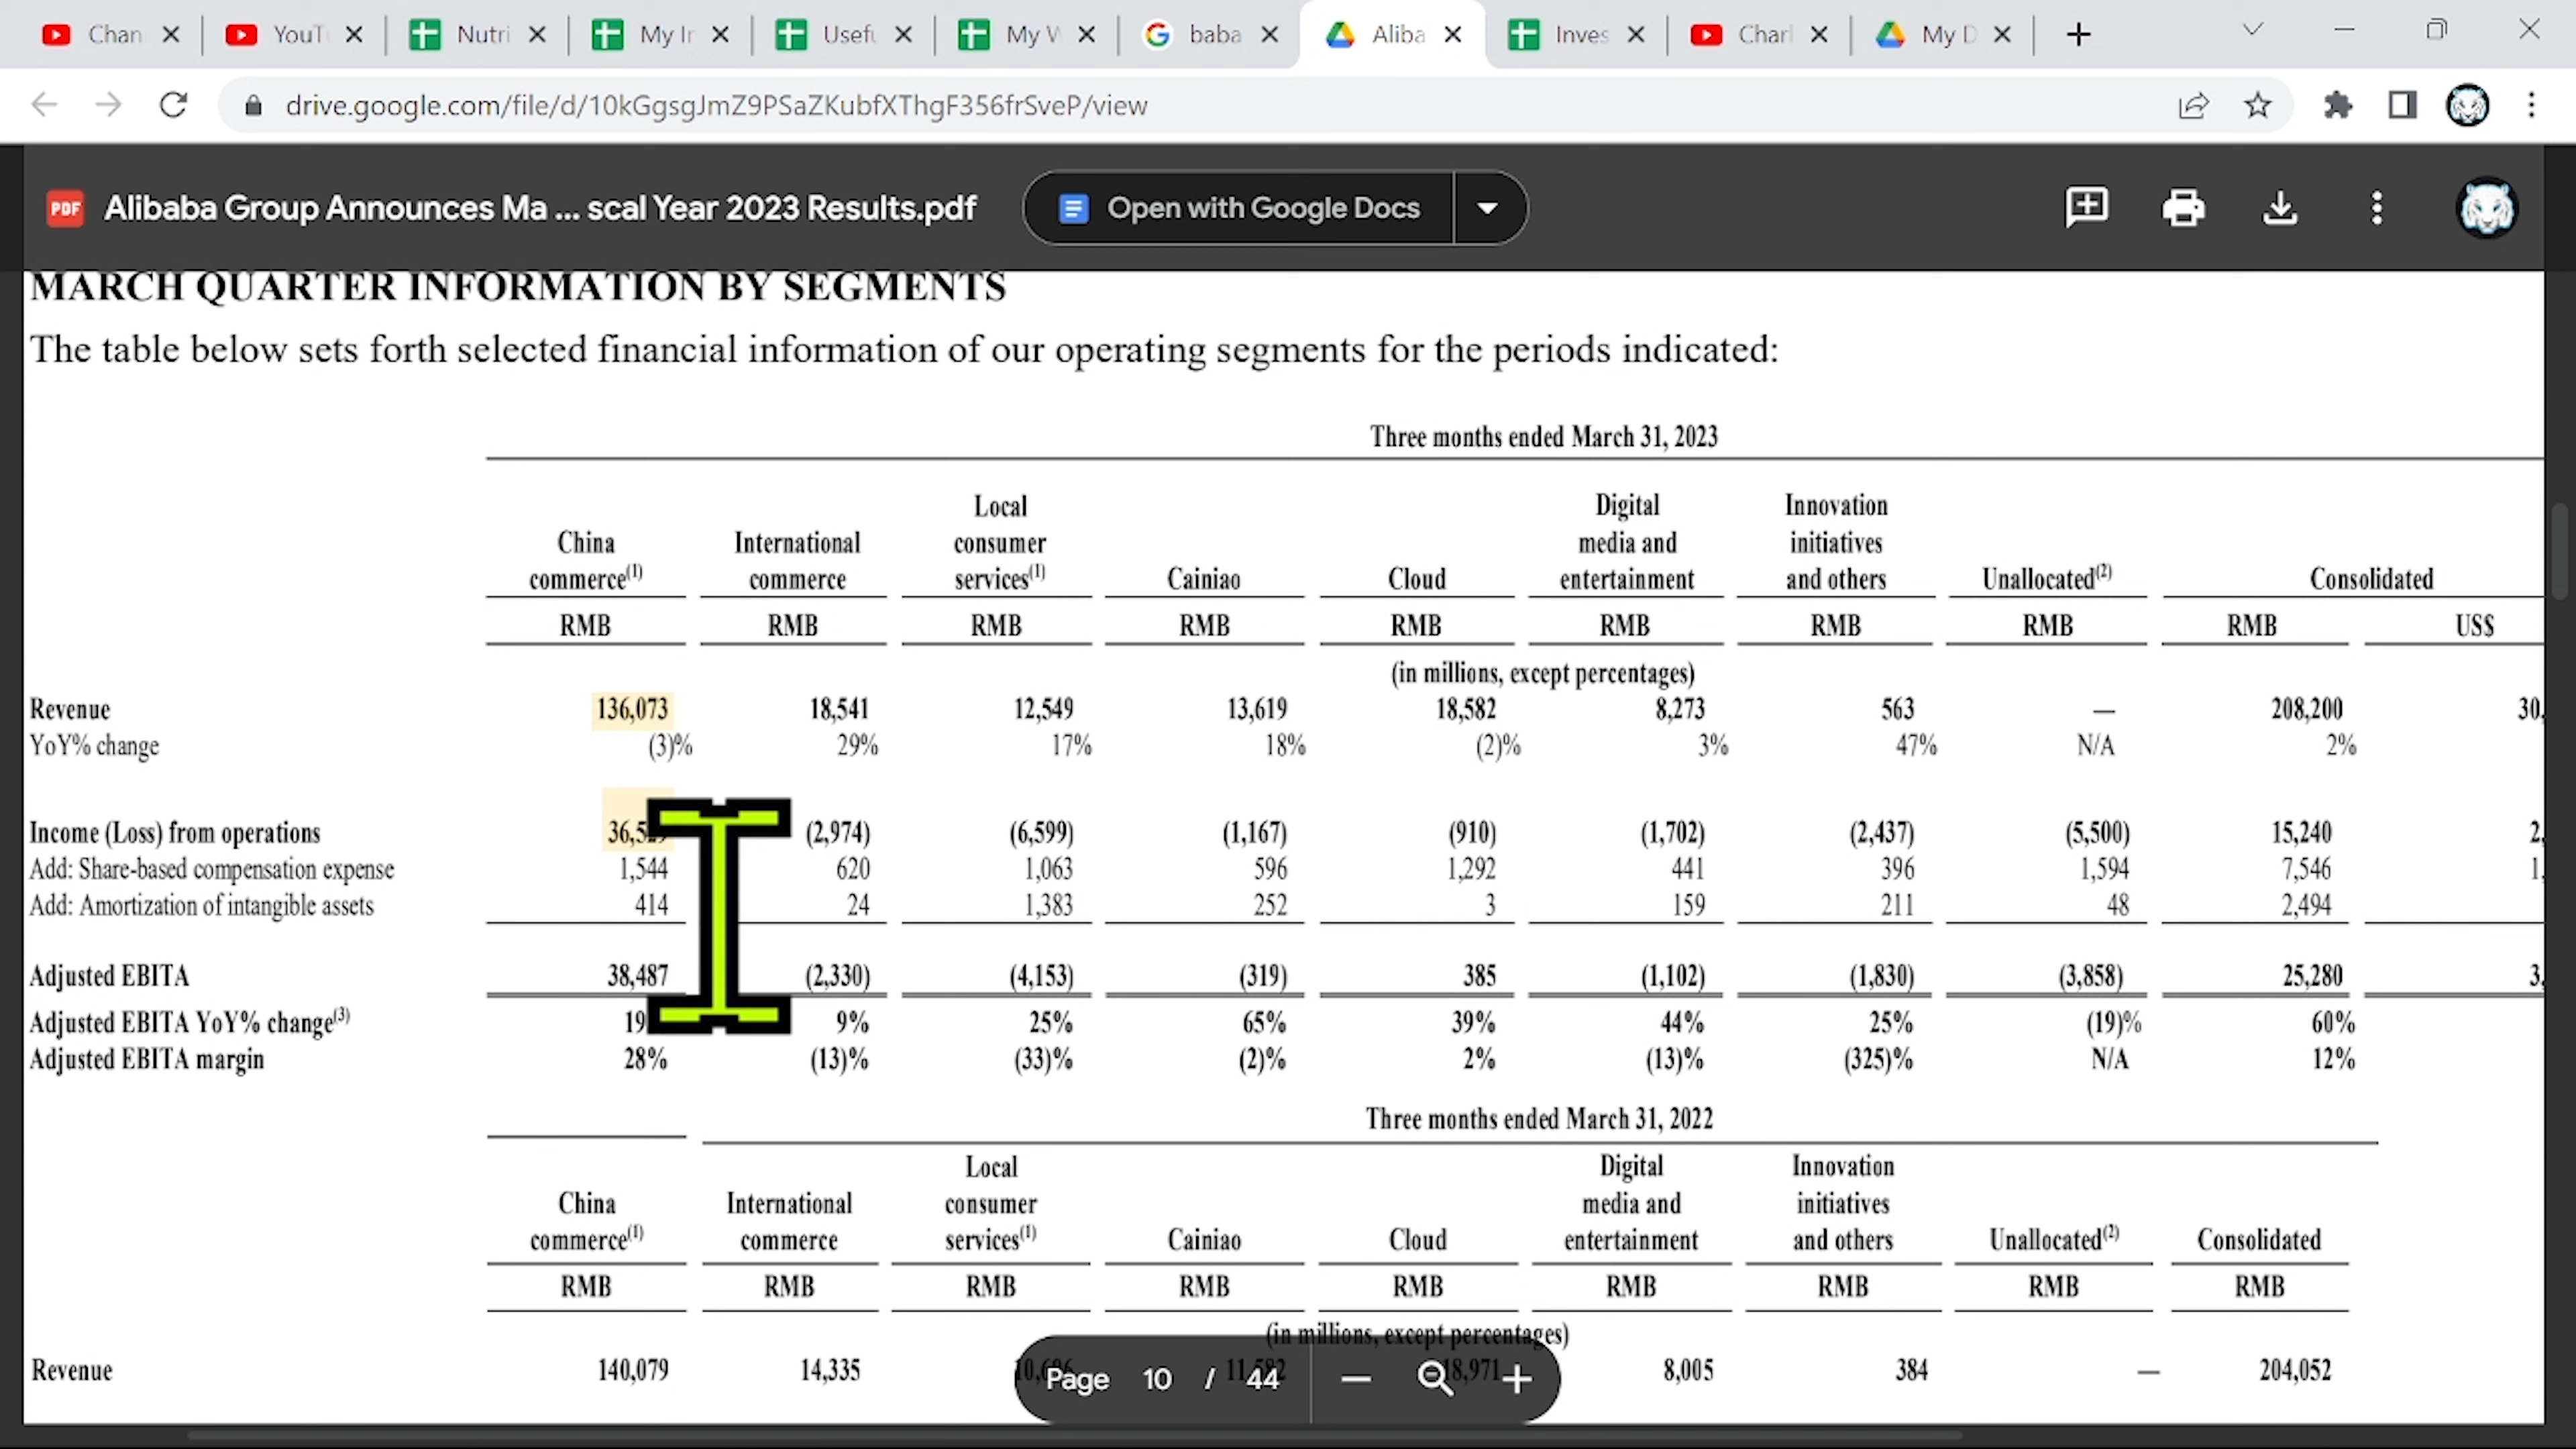 Chan YouT Nutri My Ir Usefu My W baba Aliba Inves Charl My D
drive.google.com/file/d/10kGgsgJmZ9PSaZKubfXThgF356frSveP/view
PDF Alibaba Group Announces Ma ... scal Year 2023 Results.pdf Open with Google Docs
MARCH QUARTER INFORMATION BY SEGMENTS
The table below sets forth selected financial information of our operating segments for the periods indicated:
Three months ended March 31, 2023
Local Digital Innovation
China International consumer media and initiatives
commerce(1) commerce services(1) Cainiao Cloud entertainment and others Unallocated(2) Consolidated
RMB RMB RMB RMB RMB RMB RMB RMB RMB US$
(in millions, except percentages)
Revenue 136,073 18,541 12,549 13,619 18,582 8,273 563 — 208,200 30,
YoY% change (3)% 29% 17% 18% (2)% 3% 47% N/A 2%
Income (Loss) from operations (2,974) (6,599) (1,167) (910) (1,702) (2,437) (5,500) 15,240 2,
Add: Share-based compensation expense 1,544 620 1,063 596 1,292 441 396 1,594 7,546 1,
Add: Amortization of intangible assets 414 24 1,383 252 3 159 211 48 2,494
Adjusted EBITA 38,487 (2,330) (4,153) (319) 385 (1,102) (1,830) (3,858) 25,280 3,
Adjusted EBITA YoY% change(3) 19 9% 25% 65% 39% 44% 25% (19)% 60%
Adjusted EBITA margin 28% (13)% (33)% (2)% 2% (13)% (325)% N/A 12%
Three months ended March 31, 2022
Local Digital Innovation
China International consumer media and initiatives
commerce(1) commerce services(1) Cainiao Cloud entertainment and others Unallocated(2) Consolidated
RMB RMB RMB RMB RMB RMB RMB RMB RMB
(in millions, except percentages)
Revenue 140,079 14,335 11,582 18,971 8,005 384 — 204,052
Page 10 / 44